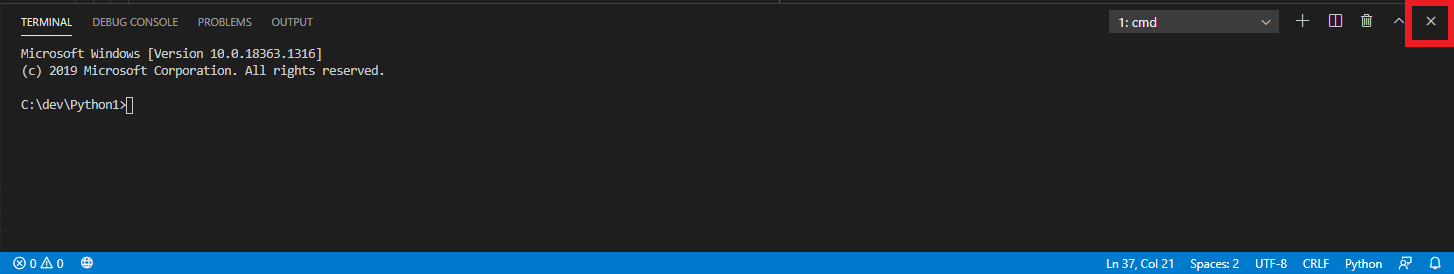 TERMINAL DEBUG CONSOLE PROBLEMS OUTPUT 1: cmd
Microsoft Windows [Version 10.0.18363.1316]
(c) 2019 Microsoft Corporation. All rights reserved.
C:\dev\Python1>
0 0 Ln 37, Col 21 Spaces: 2 UTF-8 CRLF Python